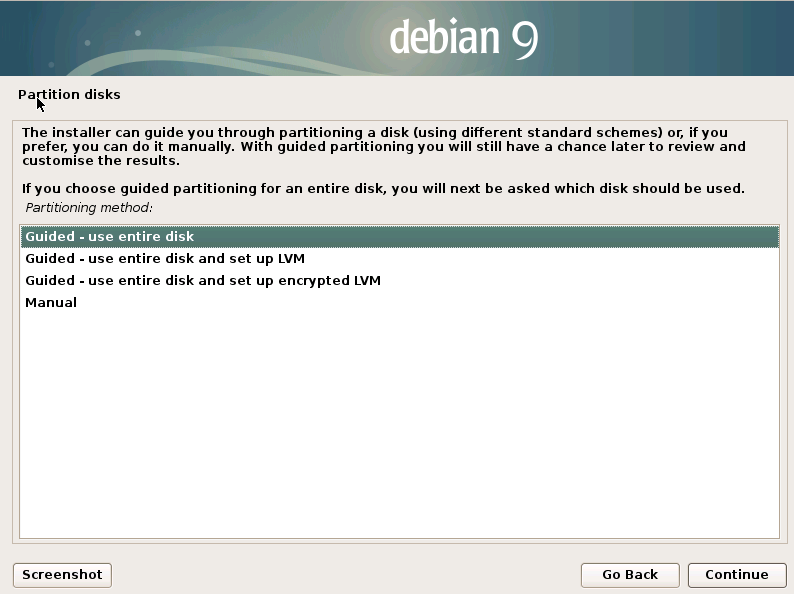 debian 9
Partition disks
The installer can guide you through partitioning a disk (using different standard schemes) or, if you
prefer, you can do it manually. With guided partitioning you will still have a chance later to review and
customise the results.
If you choose guided partitioning for an entire disk, you will next be asked which disk should be used.
Partitioning method:
Guided - use entire disk
Guided - use entire disk and set up LVM
Guided - use entire disk and set up encrypted LVM
Manual
Screenshot
Go Back
Continue